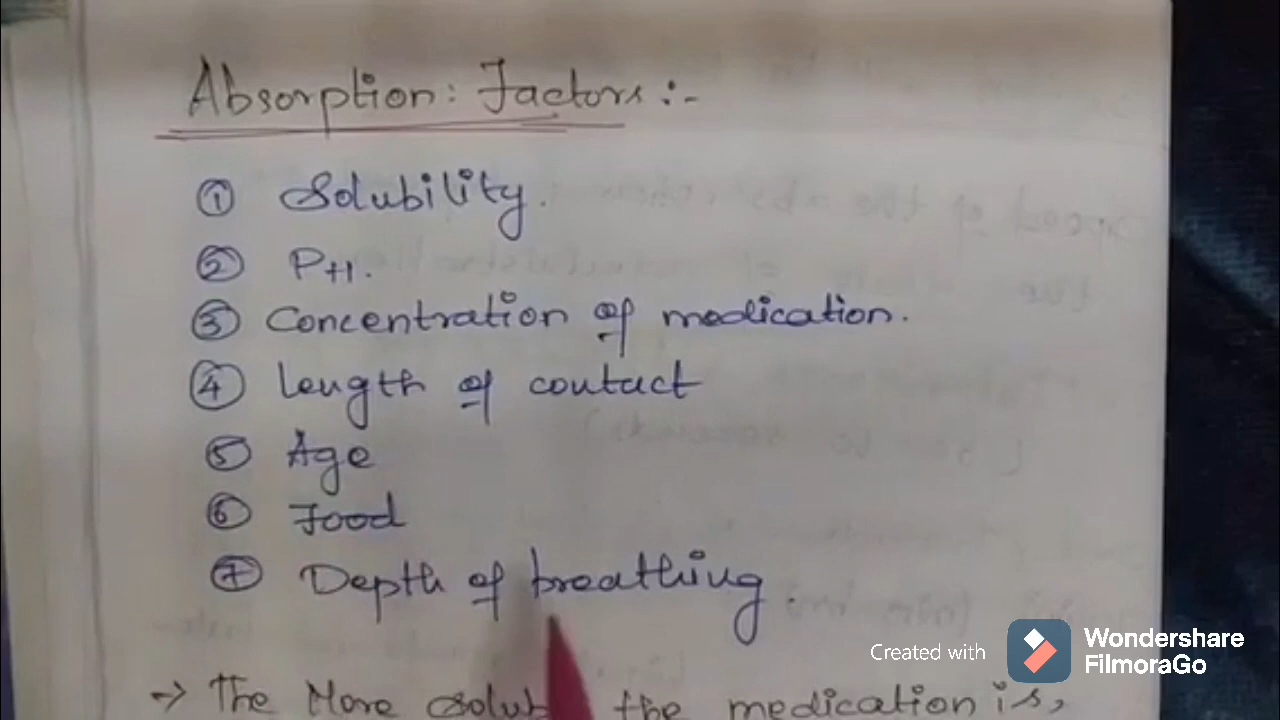 Absorption: Factors :-
① Solubility.
② PH.
③ Concentration of medication.
④ length of contact
⑤ Age
⑥ Food
⑦ Depth of breathing
→ The More the medication is,
Created with Wondershare FilmoraGo